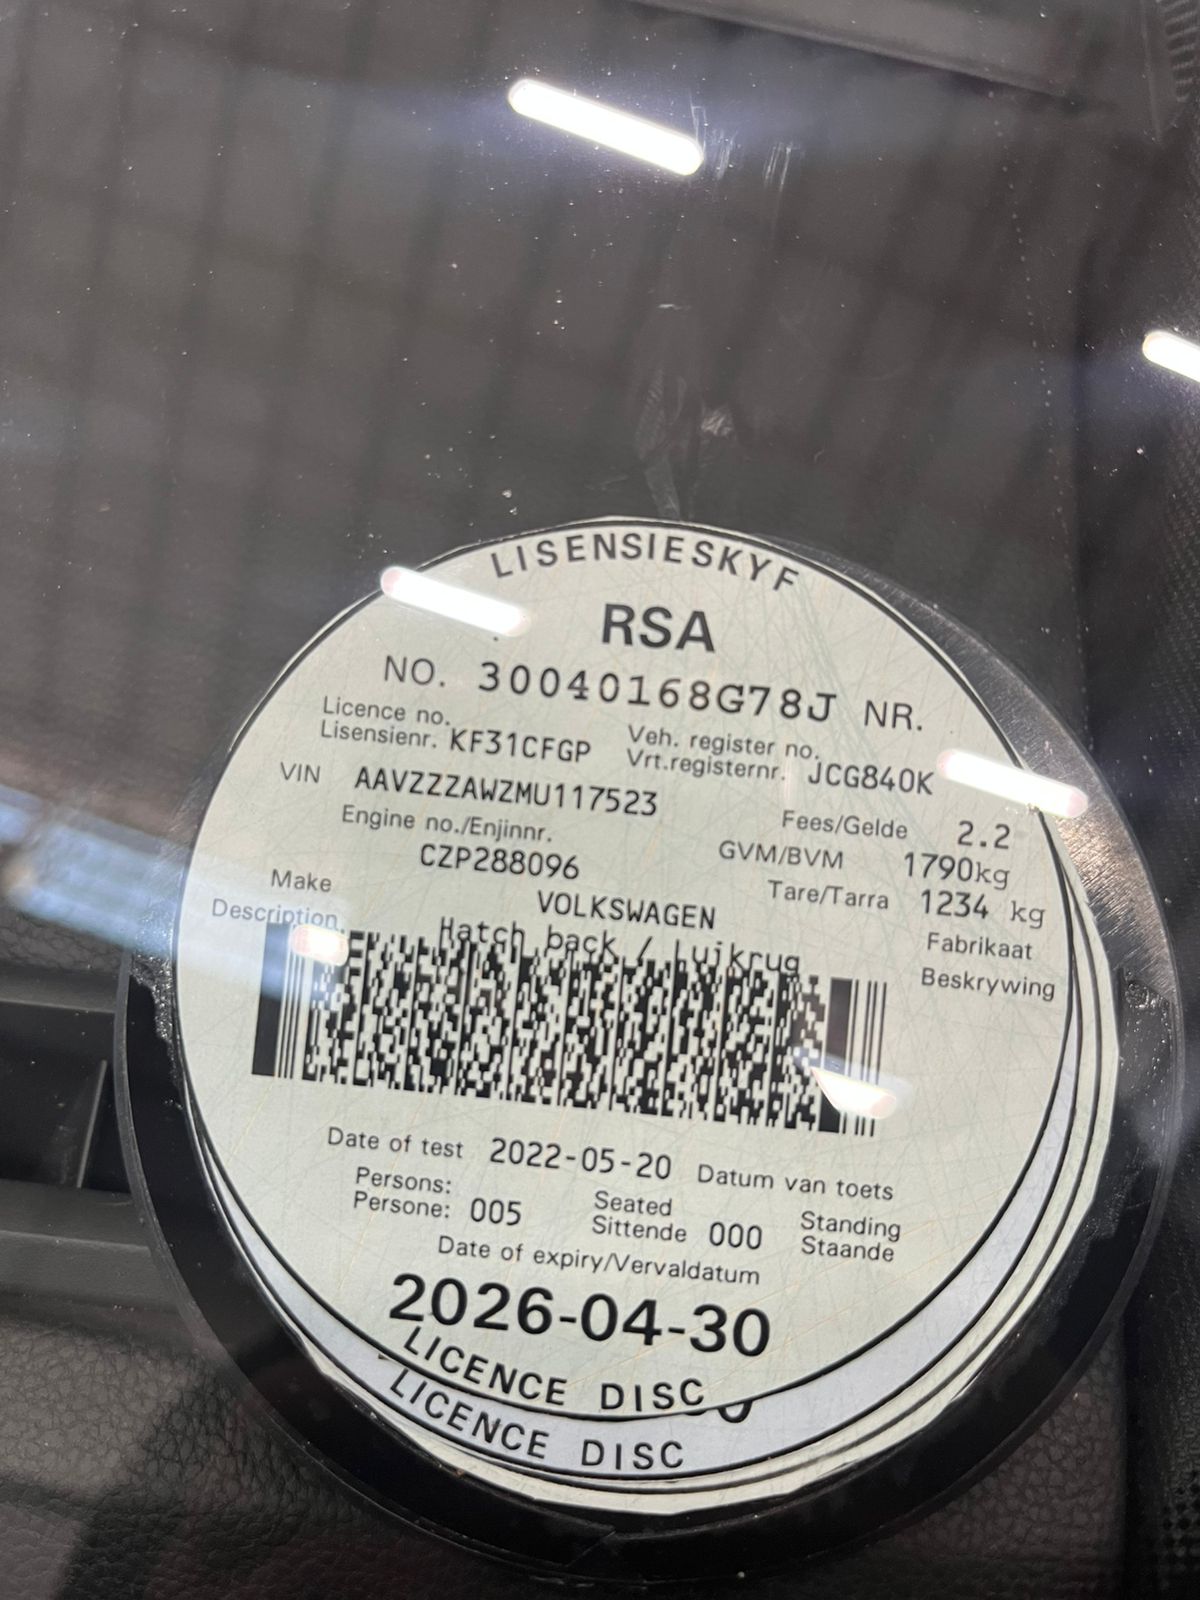 LISENSIESKYF
RSA
NO. 30040168G78J NR.
Licence no. Lisensienr. KF31CFGP Veh. register no. Vrt.registernr. JCG840K
VIN AAVZZZAWZMU117523
Engine no./Enjinnr. Fees/Gelde 2.2
CZP288096 GVM/BVM 1790kg
Make VOLKSWAGEN Tare/Tarra 1234 kg
Description Hatch back / Luikrug Fabrikaat
Beskrywing
Date of test 2022-05-20 Datum van toets
Persons: Persone: 005 Seated Sittende 000 Standing Staande
Date of expiry/Vervaldatum
2026-04-30
LICENCE DISC
LICENCE DISC